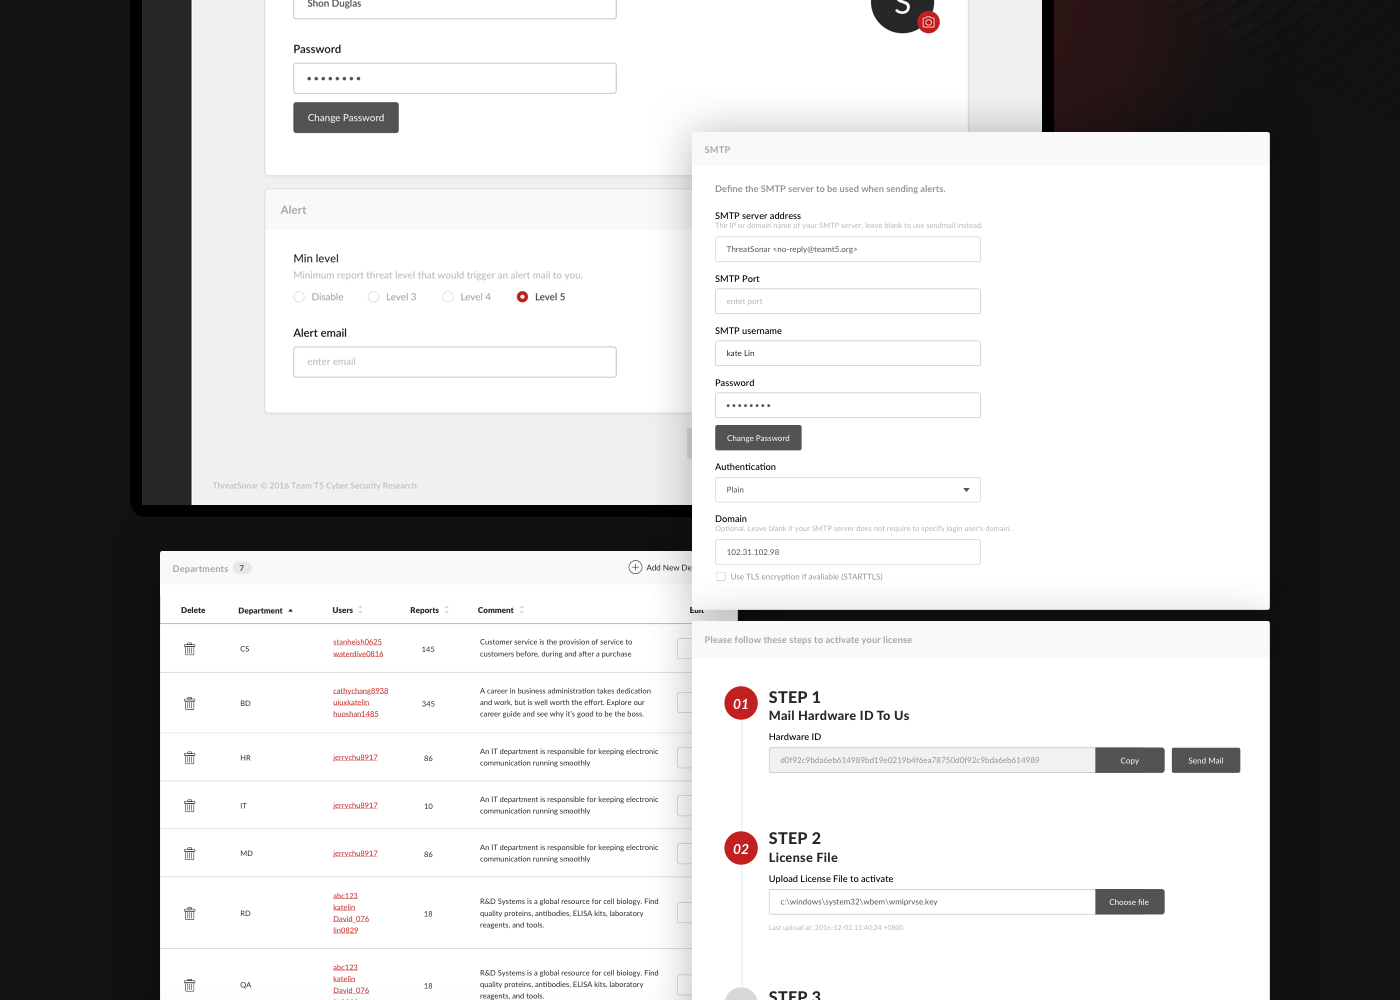 Shon Duglas
S
Password
Change Password
Alert
Min level
Minimum report threat level that would trigger an alert mail to you.
Disable
Level 3
Level 4
Level 5
Alert email
enter email
ThreatSonar © 2016 Team T5 Cyber Security Research.
SMTP
Define the SMTP server to be used when sending alerts.
SMTP server address
The IP or domain name of your SMTP server, leave blank to use sendmail instead.
ThreatSonar <no-reply@teamt5.org>
SMTP Port
entet port
SMTP username
kate Lin
Password
Change Password
Authentication
Plain
Domain
Optional. Leave blank if your SMTP server does not require to specify login user's domain.
102.31.102.98
Use TLS encryption if avaliable (STARTTLS)
Departments 7
Add New De
Delete Department Users Reports Comment Edit
CS
stanheish0625
waterdive0816
145
Customer service is the provision of service to
customers before, during and after a purchase
BD
cathychang8938
uiuxkatelin
huoshan1485
345
A career in business administration takes dedication
and work, but is well worth the effort. Explore our
career guide and see why it's good to be the boss.
HR
jerrychu8917
86
An IT department is responsible for keeping electronic
communication running smoothly
IT
jerrychu8917
10
An IT department is responsible for keeping electronic
communication running smoothly
MD
jerrychu8917
86
An IT department is responsible for keeping electronic
communication running smoothly
RD
abc123
katelin
David_076
lin0829
18
R&D Systems is a global resource for cell biology. Find
quality proteins, antibodies, ELISA kits, laboratory
reagents, and tools.
QA
abc123
katelin
David_076
18
R&D Systems is a global resource for cell biology. Find
quality proteins, antibodies, ELISA kits, laboratory
reagents, and tools.
Please follow these steps to activate your license
01
STEP 1
Mail Hardware ID To Us
Hardware ID
d0f92c9bda6eb614989bd19e0219b4f6ea78750d0f92c9bda6eb614989
Copy
Send Mail
02
STEP 2
License File
Upload License File to activate
c:\windows\system32\wbem\wmiprvse.key
Choose file
Last upload at: 2016-12-02 11:40:24 +0800
STEP 3